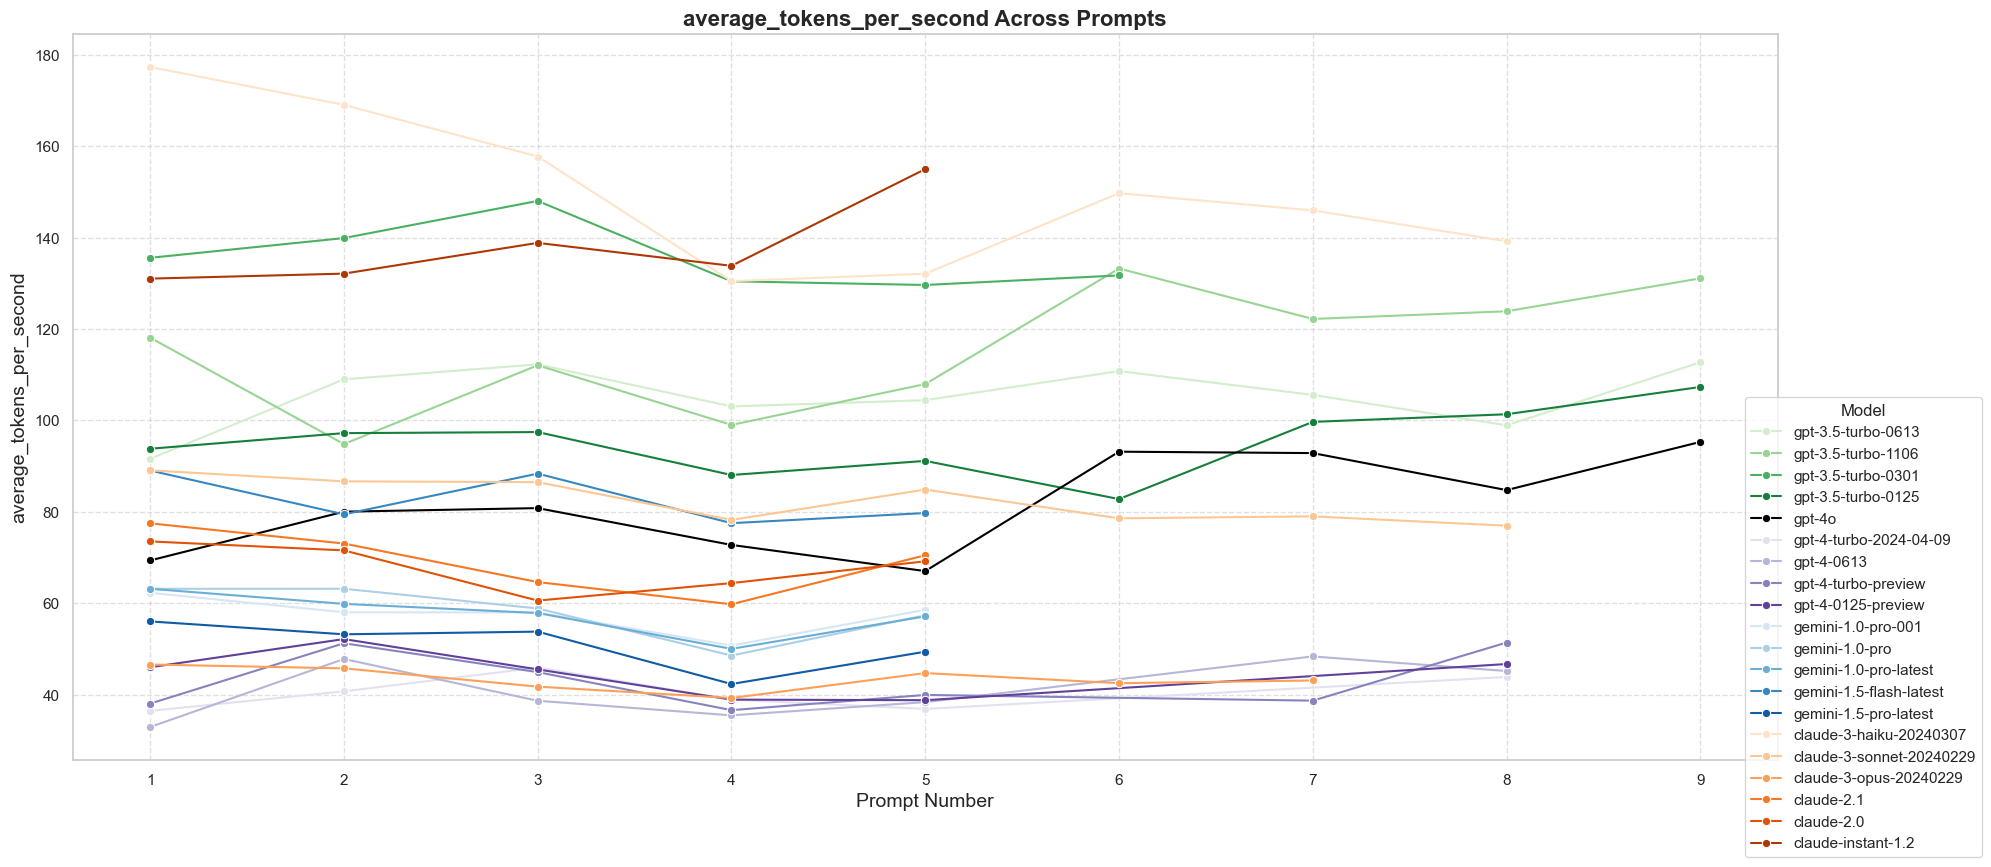 average_tokens_per_second Across Prompts
average_tokens_per_second
180
160
140
120
100
80
60
40
1 2 3 4 5 6 7 8 9
Prompt Number
Model
gpt-3.5-turbo-0613
gpt-3.5-turbo-1106
gpt-3.5-turbo-0301
gpt-3.5-turbo-0125
gpt-4o
gpt-4-turbo-2024-04-09
gpt-4-0613
gpt-4-turbo-preview
gpt-4-0125-preview
gemini-1.0-pro-001
gemini-1.0-pro
gemini-1.0-pro-latest
gemini-1.5-flash-latest
gemini-1.5-pro-latest
claude-3-haiku-20240307
claude-3-sonnet-20240229
claude-3-opus-20240229
claude-2.1
claude-2.0
claude-instant-1.2